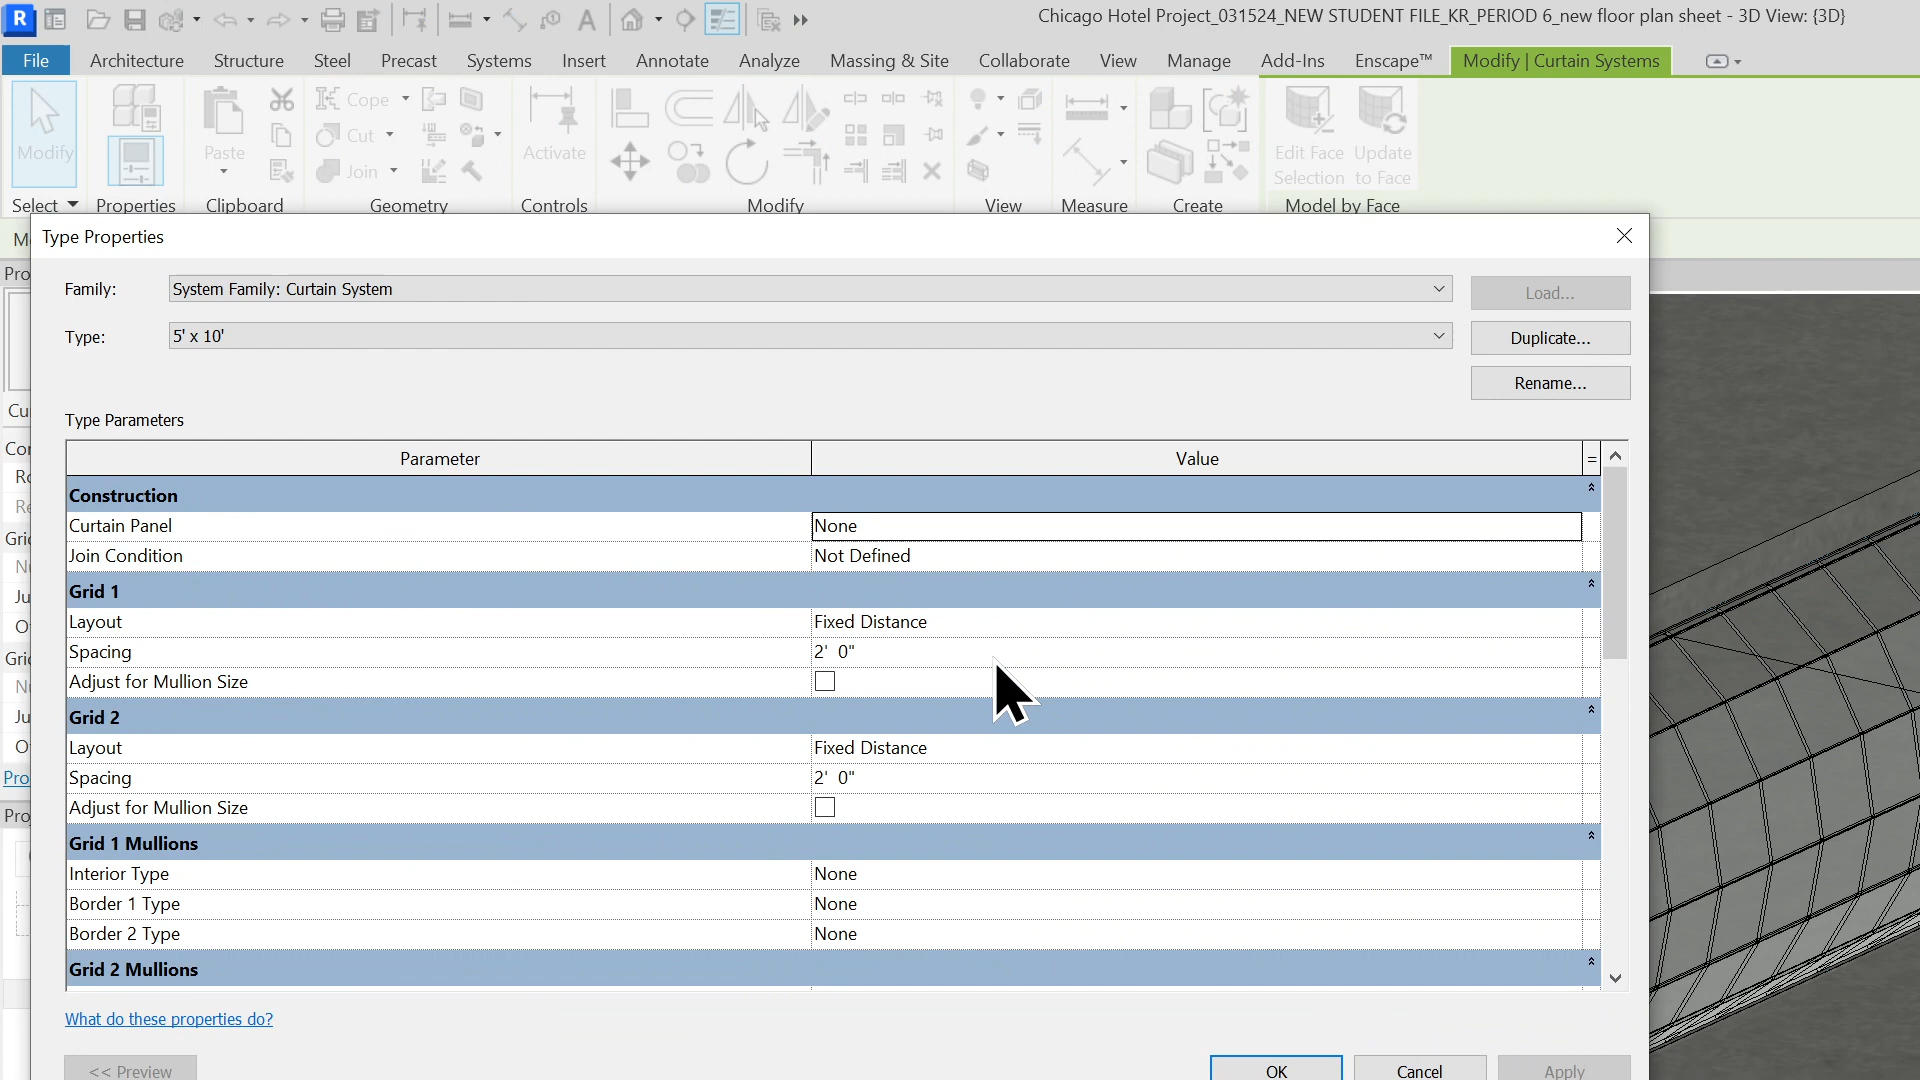 R
A
Chicago Hotel Project_031524_NEW STUDENT FILE_KR_PERIOD 6_new floor plan sheet - 3D View: {3D}
File Architecture Structure Steel Precast Systems Insert Annotate Analyze Massing & Site Collaborate View Manage Add-Ins Enscape™ Modify | Curtain Systems
Modify
Paste
Cope
Cut
Join
Activate
Edit Face Selection
Update to Face
Select Properties Clipboard Geometry Controls Modify View Measure Create Model by Face
Type Properties
Family: System Family: Curtain System Load...
Type: 5' x 10' Duplicate...
Rename...
Type Parameters
Parameter Value =
Construction
Curtain Panel None
Join Condition Not Defined
Grid 1
Layout Fixed Distance
Spacing 2' 0"
Adjust for Mullion Size
Grid 2
Layout Fixed Distance
Spacing 2' 0"
Adjust for Mullion Size
Grid 1 Mullions
Interior Type None
Border 1 Type None
Border 2 Type None
Grid 2 Mullions
What do these properties do?
<< Preview OK Cancel Apply